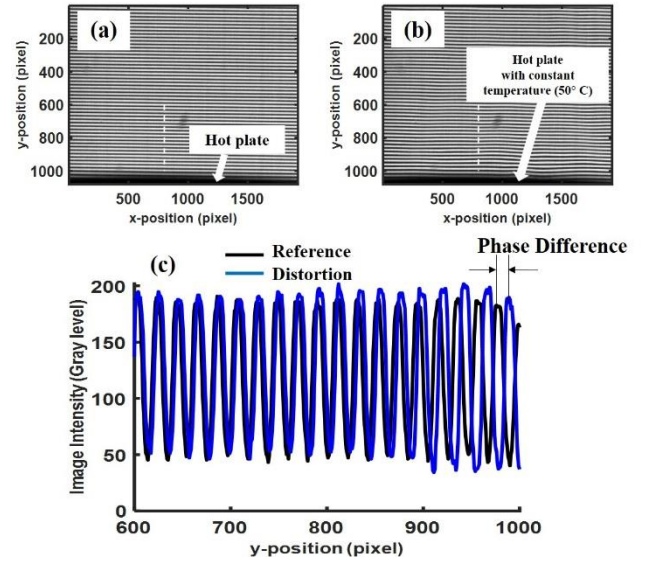 (a)
200
400
600
800
1000
y-position (pixel)
Hot plate
500
1000
1500
x-position (pixel)
(b)
200
400
600
800
1000
y-position (pixel)
Hot plate
with constant
temperature (50° C)
500
1000
1500
x-position (pixel)
(c)
Reference
Distortion
Phase Difference
200
150
100
50
0
Image Intensity (Gray level)
600
700
800
900
1000
y-position (pixel)